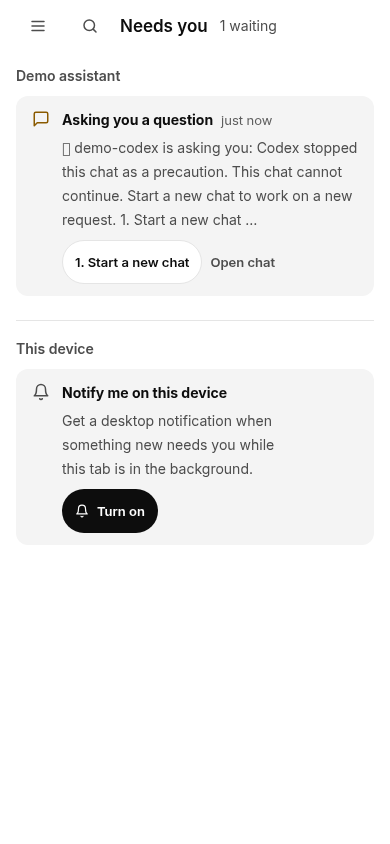 Needs you 1 waiting
Demo assistant
Asking you a question just now
demo-codex is asking you: Codex stopped
this chat as a precaution. This chat cannot
continue. Start a new chat to work on a new
request. 1. Start a new chat ...
1. Start a new chat Open chat
This device
Notify me on this device
Get a desktop notification when
something new needs you while
this tab is in the background.
Turn on